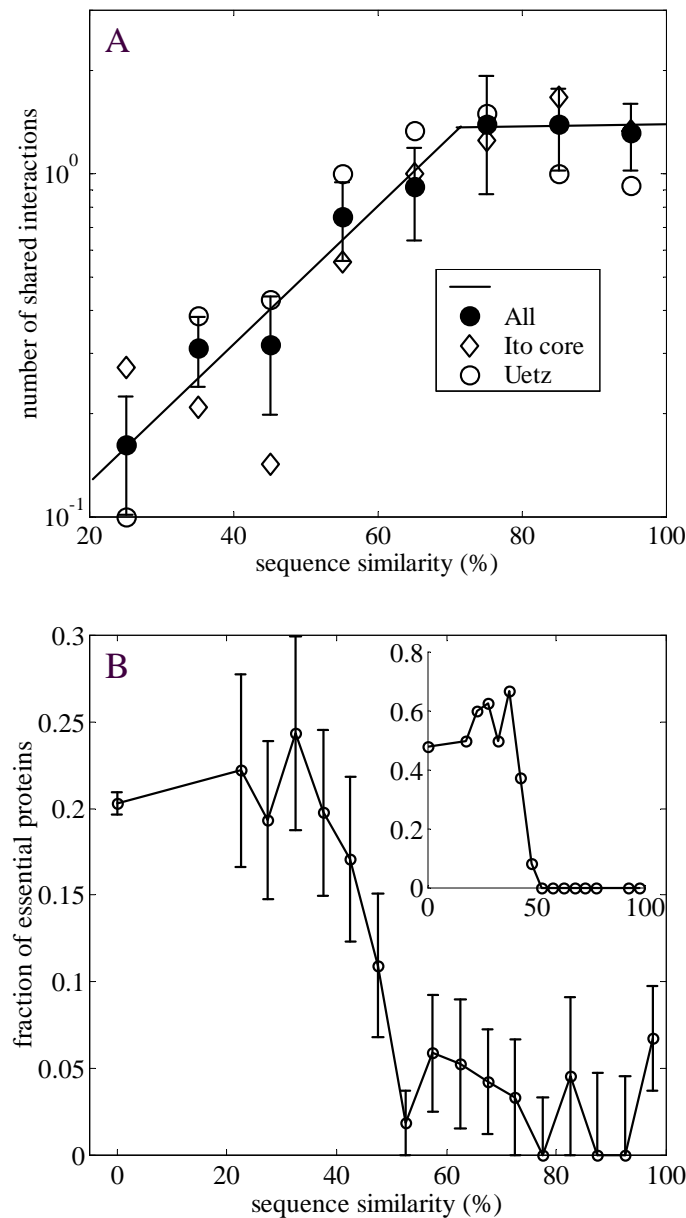 A
number of shared interactions
10^0
10^-1
20 40 60 80 100
sequence similarity (%)
All
Ito core
Uetz
B
fraction of essential proteins
0.3
0.25
0.2
0.15
0.1
0.05
0
0 20 40 60 80 100
sequence similarity (%)
0.8
0.6
0.4
0.2
0
0 50 100